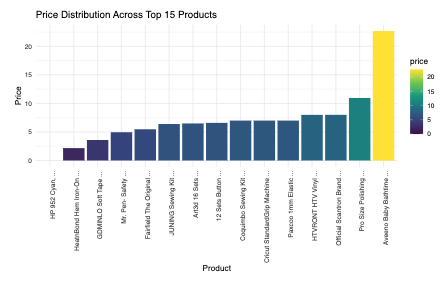 Price Distribution Across Top 15 Products
Price
20
15
10
5
0
HP 952 Cyan, ...
HeatnBond Hem Iron-On ...
GDMINLO Soft Tape ...
Mr. Pen- Safety ...
Fairfield The Original ...
JUNING Sewing Kit ...
Art3d 16 Sets ...
12 Sets Button ...
Coquimbo Sewing Kit ...
Cricut StandardGrip Machine ...
Paxcoo 1mm Elastic ...
HTVRONT HTV Vinyl ...
Official Scantron Brand ...
Pro Size Polishing ...
Aveeno Baby Bathtime ...
Product
price
20
15
10
5
0